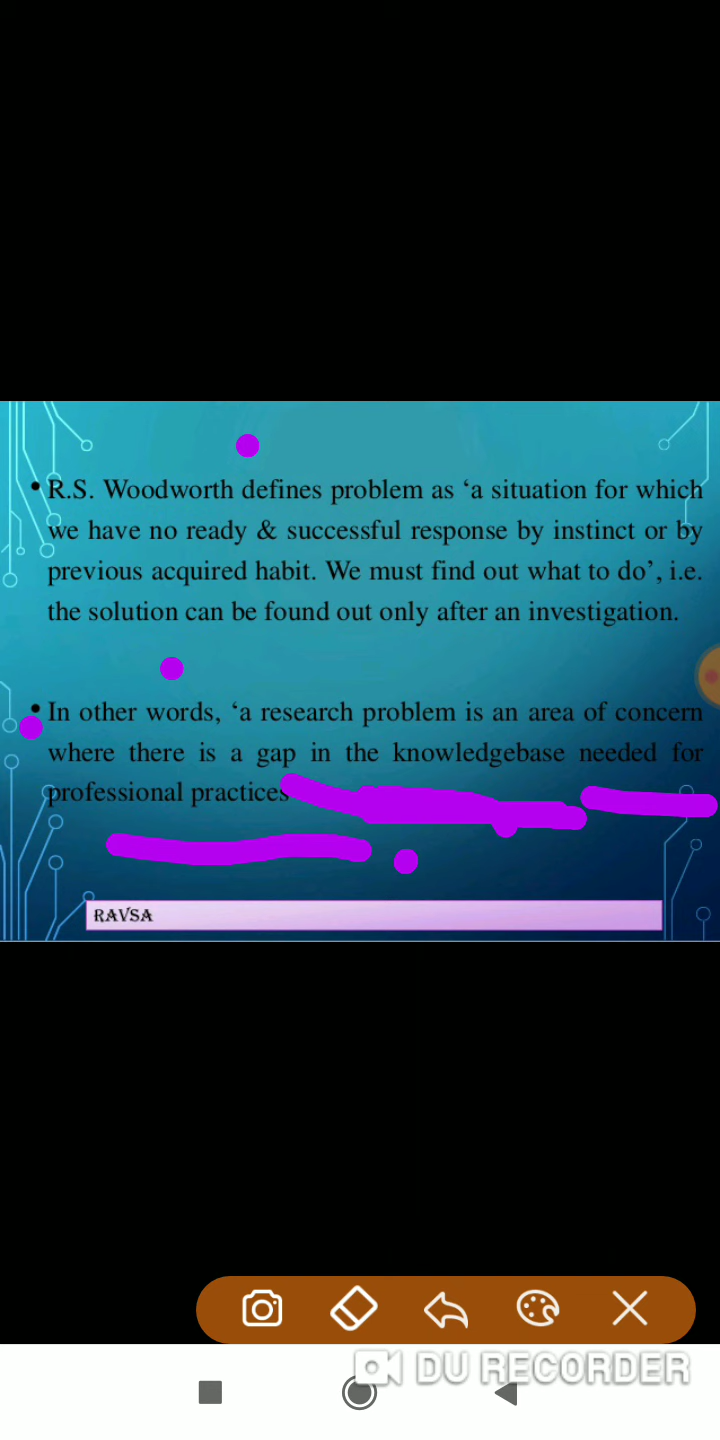 • R.S. Woodworth defines problem as ‘a situation for which
we have no ready & successful response by instinct or by
previous acquired habit. We must find out what to do’, i.e.
the solution can be found out only after an investigation.
• In other words, ‘a research problem is an area of concern
where there is a gap in the knowledgebase needed for
professional practices
RAVSA
DU RECORDER